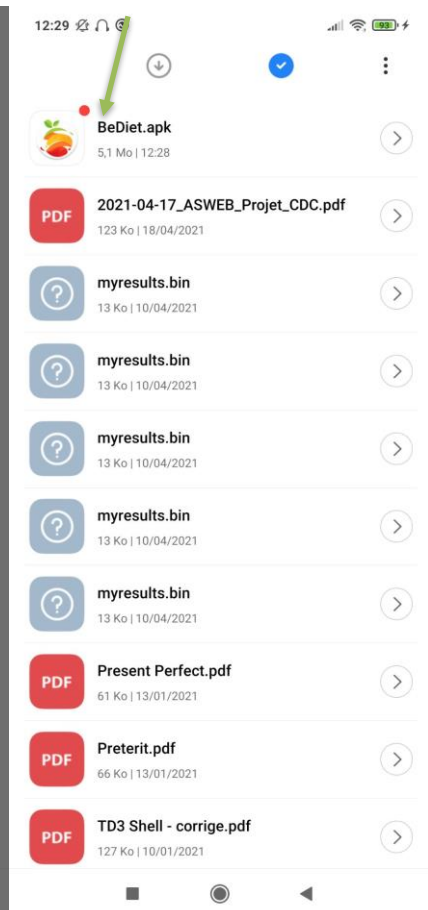 12:29
93
BeDiet.apk
5,1 Mo | 12:28
PDF
2021-04-17_ASWEB_Projet_CDC.pdf
123 Ko | 18/04/2021
?
myresults.bin
13 Ko | 10/04/2021
?
myresults.bin
13 Ko | 10/04/2021
?
myresults.bin
13 Ko | 10/04/2021
?
myresults.bin
13 Ko | 10/04/2021
?
myresults.bin
13 Ko | 10/04/2021
PDF
Present Perfect.pdf
61 Ko | 13/01/2021
PDF
Preterit.pdf
66 Ko | 13/01/2021
PDF
TD3 Shell - corrige.pdf
127 Ko | 10/01/2021